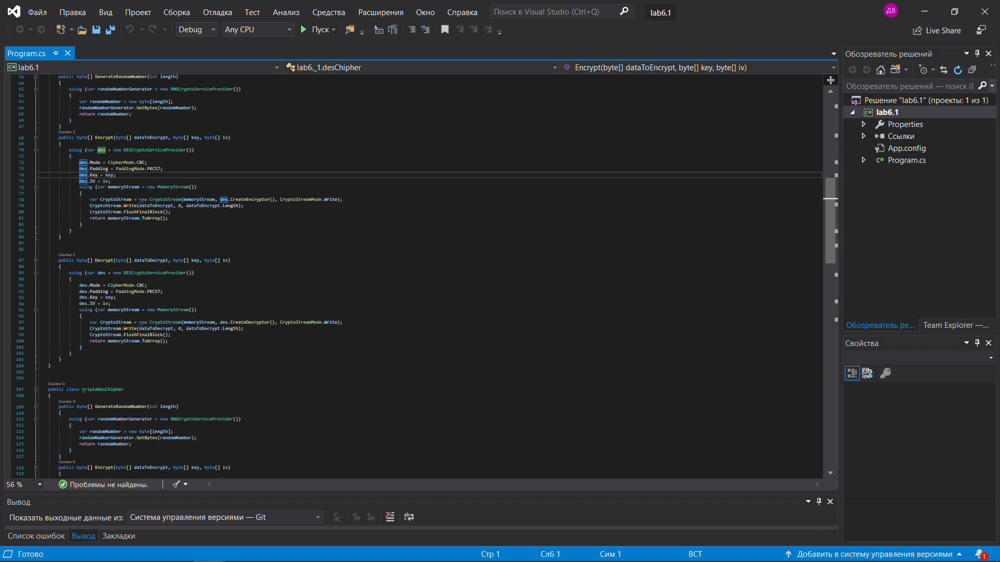 Файл Правка Вид Проект Сборка Отладка Тест Анализ Средства Расширения Окно Справка Поиск в Visual Studio (Ctrl+Q) lab6.1 ДВ
Debug Any CPU Пуск Live Share
Program.cs
lab6.1 lab6._1.desChipher Encrypt(byte[] dataToEncrypt, byte[] key, byte[] iv)
59 public byte[] GenerateRandomNumber(int length)
60 {
61 using (var randomNumberGenerator = new RNGCryptoServiceProvider())
62 {
63 var randomNumber = new byte[length];
64 randomNumberGenerator.GetBytes(randomNumber);
65 return randomNumber;
66 }
67 }
Ссылок: 2
68 public byte[] Encrypt(byte[] dataToEncrypt, byte[] key, byte[] iv)
69 {
70 using (var des = new DESCryptoServiceProvider())
71 {
72 des.Mode = CipherMode.CBC;
73 des.Padding = PaddingMode.PKCS7;
74 des.Key = key;
75 des.IV = iv;
76 using (var memoryStream = new MemoryStream())
77 {
78 var CryptoStream = new CryptoStream(memoryStream, des.CreateEncryptor(), CryptoStreamMode.Write);
79 CryptoStream.Write(dataToEncrypt, 0, dataToEncrypt.Length);
80 CryptoStream.FlushFinalBlock();
81 return memoryStream.ToArray();
82 }
83 }
84 }
85
86
Ссылок: 2
87 public byte[] Decrypt(byte[] dataToDecrypt, byte[] key, byte[] iv)
88 {
89 using (var des = new DESCryptoServiceProvider())
90 {
91 des.Mode = CipherMode.CBC;
92 des.Padding = PaddingMode.PKCS7;
93 des.Key = key;
94 des.IV = iv;
95 using (var memoryStream = new MemoryStream())
96 {
97 var CryptoStream = new CryptoStream(memoryStream, des.CreateDecryptor(), CryptoStreamMode.Write);
98 CryptoStream.Write(dataToDecrypt, 0, dataToDecrypt.Length);
99 CryptoStream.FlushFinalBlock();
100 return memoryStream.ToArray();
101 }
102 }
103 }
104 }
105
106
Ссылок: 0
107 public class tripleDesChipher
108 {
Ссылок: 0
109 public byte[] GenerateRandomNumber(int length)
110 {
111 using (var randomNumberGenerator = new RNGCryptoServiceProvider())
112 {
113 var randomNumber = new byte[length];
114 randomNumberGenerator.GetBytes(randomNumber);
115 return randomNumber;
116 }
117 }
Ссылок: 0
118 public byte[] Encrypt(byte[] dataToEncrypt, byte[] key, byte[] iv)
119 {
56 % Проблемы не найдены.
Вывод
Показать выходные данные из: Система управления версиями — Git
Список ошибок Вывод Закладки
Обозреватель решений
Обозреватель решений — поиск (
Решение "lab6.1" (проекты: 1 из 1)
lab6.1
Properties
Ссылки
App.config
Program.cs
Обозреватель ре... Team Explorer —...
Свойства
Готово Стр 1 Слб 1 Сим 1 ВСТ Добавить в систему управления версиями 1